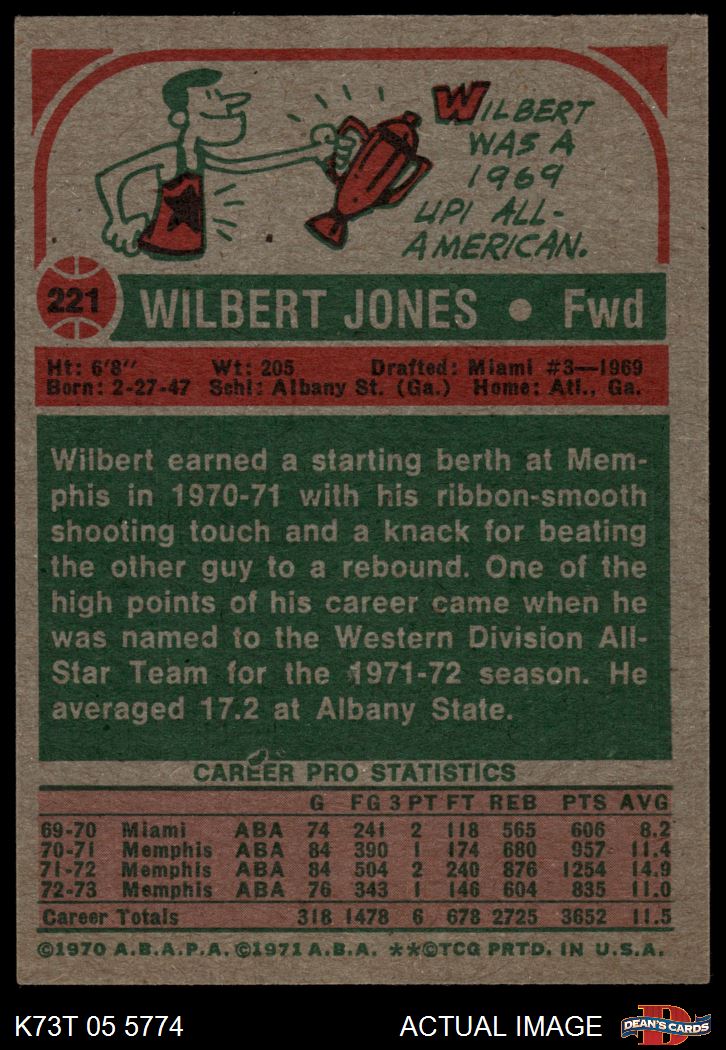 WILBERT
WAS A
1969
UPI ALL-
AMERICAN.
221 WILBERT JONES • Fwd
Ht: 6'8" Wt: 205 Drafted: Miami #3—1969
Born: 2-27-47 Schl: Albany St. (Ga.) Home: Atl., Ga.
Wilbert earned a starting berth at Mem-
phis in 1970-71 with his ribbon-smooth
shooting touch and a knack for beating
the other guy to a rebound. One of the
high points of his career came when he
was named to the Western Division All-
Star Team for the 1971-72 season. He
averaged 17.2 at Albany State.
CAREER PRO STATISTICS
G FG 3PT FT REB PTS AVG
69-70 Miami ABA 74 241 2 118 565 606 8.2
70-71 Memphis ABA 84 390 1 174 680 957 11.4
71-72 Memphis ABA 84 504 2 240 876 1254 14.9
72-73 Memphis ABA 76 343 1 146 604 835 11.0
Career Totals 318 1478 6 678 2725 3652 11.5
©1970 A.B.A.P.A. ©1971 A.B.A. **©TCG PRTD. IN U.S.A.
K73T 05 5774 ACTUAL IMAGE DEAN'S CARDS